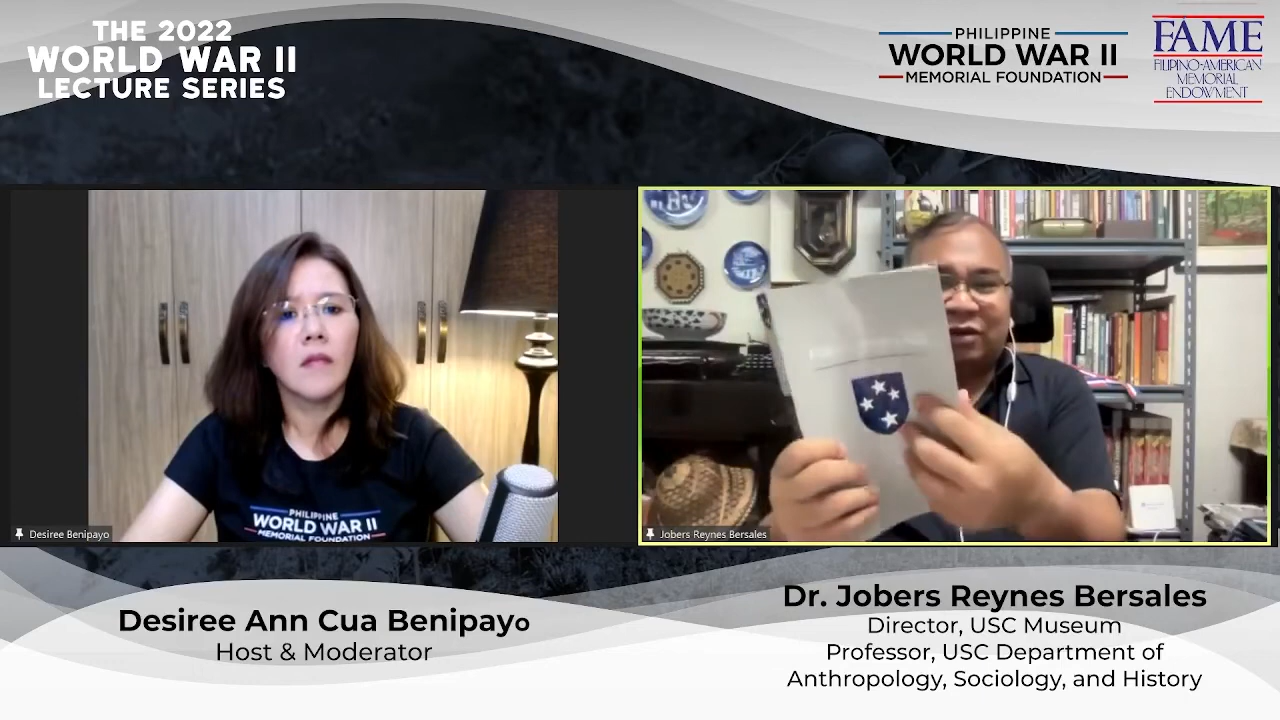 THE 2022
WORLD WAR II
LECTURE SERIES
PHILIPPINE
WORLD WAR II
MEMORIAL FOUNDATION
FAME
FILIPINO-AMERICAN
MEMORIAL
ENDOWMENT
PHILIPPINE
WORLD WAR II
MEMORIAL FOUNDATION
Desiree Benipayo
Jobers Reynes Bersales
Desiree Ann Cua Benipayo
Host & Moderator
Dr. Jobers Reynes Bersales
Director, USC Museum
Professor, USC Department of
Anthropology, Sociology, and History